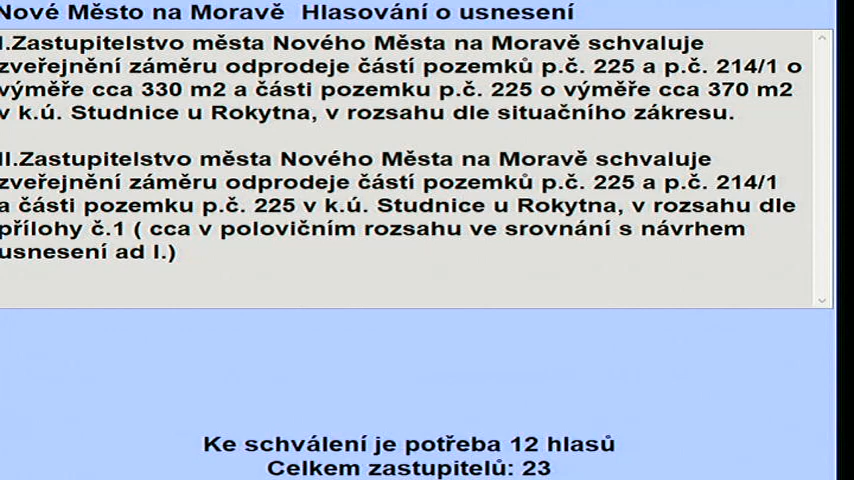 Nové Město na Moravě Hlasování o usnesení
I.Zastupitelstvo města Nového Města na Moravě schvaluje
zveřejnění záměru odprodeje částí pozemků p.č. 225 a p.č. 214/1 o
výměře cca 330 m2 a části pozemku p.č. 225 o výměře cca 370 m2
v k.ú. Studnice u Rokytna, v rozsahu dle situačního zákresu.
II.Zastupitelstvo města Nového Města na Moravě schvaluje
zveřejnění záměru odprodeje částí pozemků p.č. 225 a p.č. 214/1
a části pozemku p.č. 225 v k.ú. Studnice u Rokytna, v rozsahu dle
přílohy č.1 ( cca v polovičním rozsahu ve srovnání s návrhem
usnesení ad I.)
Ke schválení je potřeba 12 hlasů
Celkem zastupitelů: 23